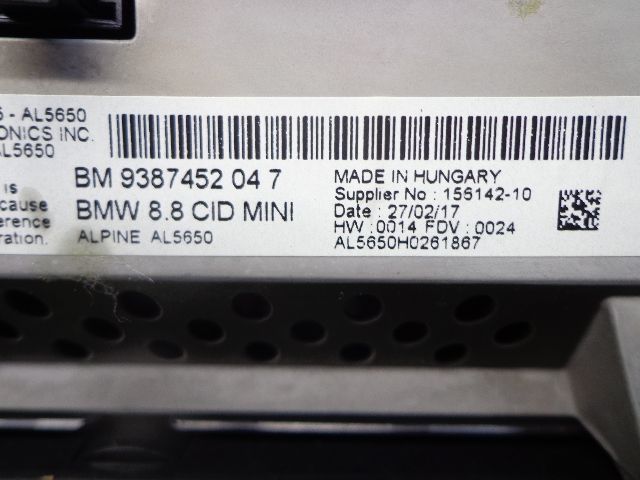 - AL5650
ONICS INC.
AL5650
is
cause
ference
ration.
BM 9387452 04 7
BMW 8.8 CID MINI
ALPINE AL5650
MADE IN HUNGARY
Supplier No : 156142-10
Date : 27/02/17
HW :0014 FDV : 0024
AL5650H0261867